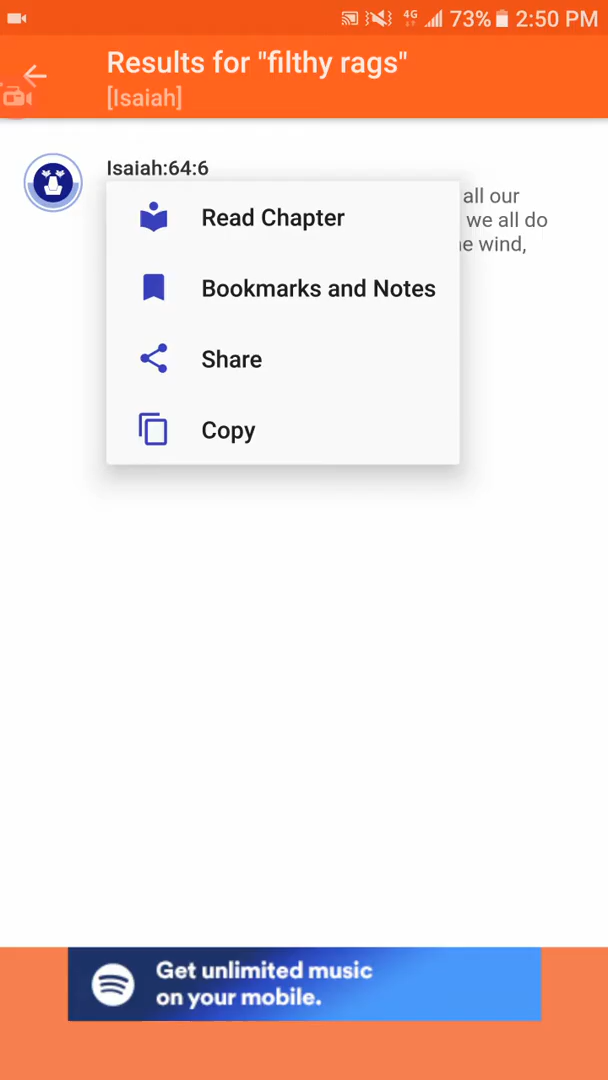 4G 73% 2:50 PM
Results for "filthy rags"
[Isaiah]
Isaiah:64:6
all our
we all do
e wind,
Read Chapter
Bookmarks and Notes
Share
Copy
Get unlimited music
on your mobile.